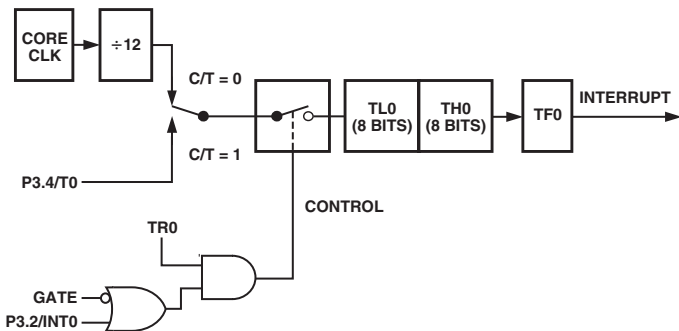 CORE
CLK
÷12
C/T = 0
C/T = 1
P3.4/T0
TL0
(8 BITS)
TH0
(8 BITS)
TF0
INTERRUPT
CONTROL
TR0
GATE
P3.2/INT0